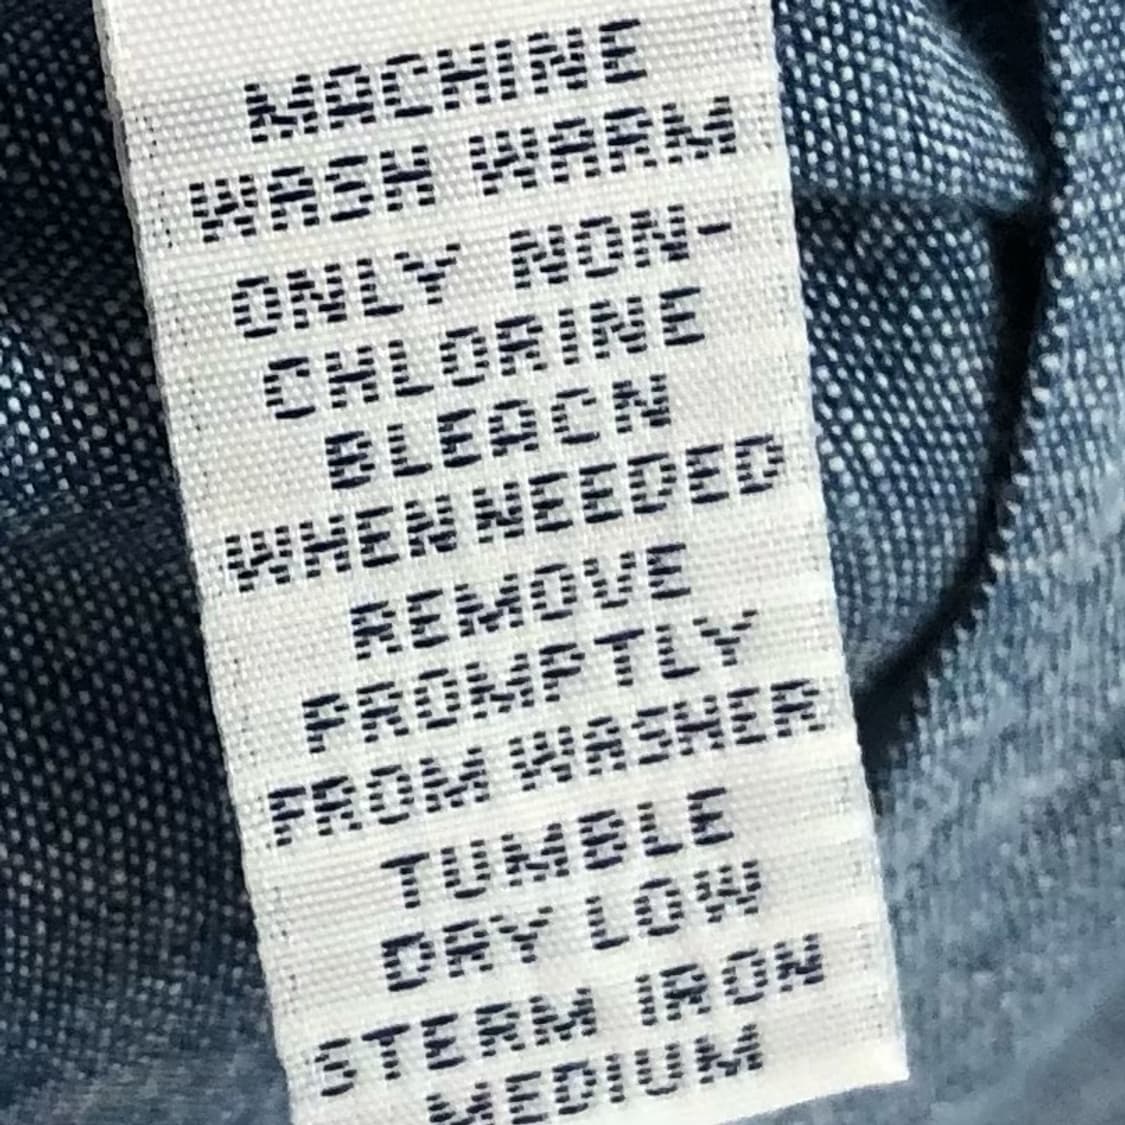 MACHINE
WASH WARM
ONLY NON-
CHLORINE
BLEACN
WHEN NEEDED
REMOVE
PROMPTLY
FROM WASHER
TUMBLE
DRY LOW
STERM IRON
MEDIUM